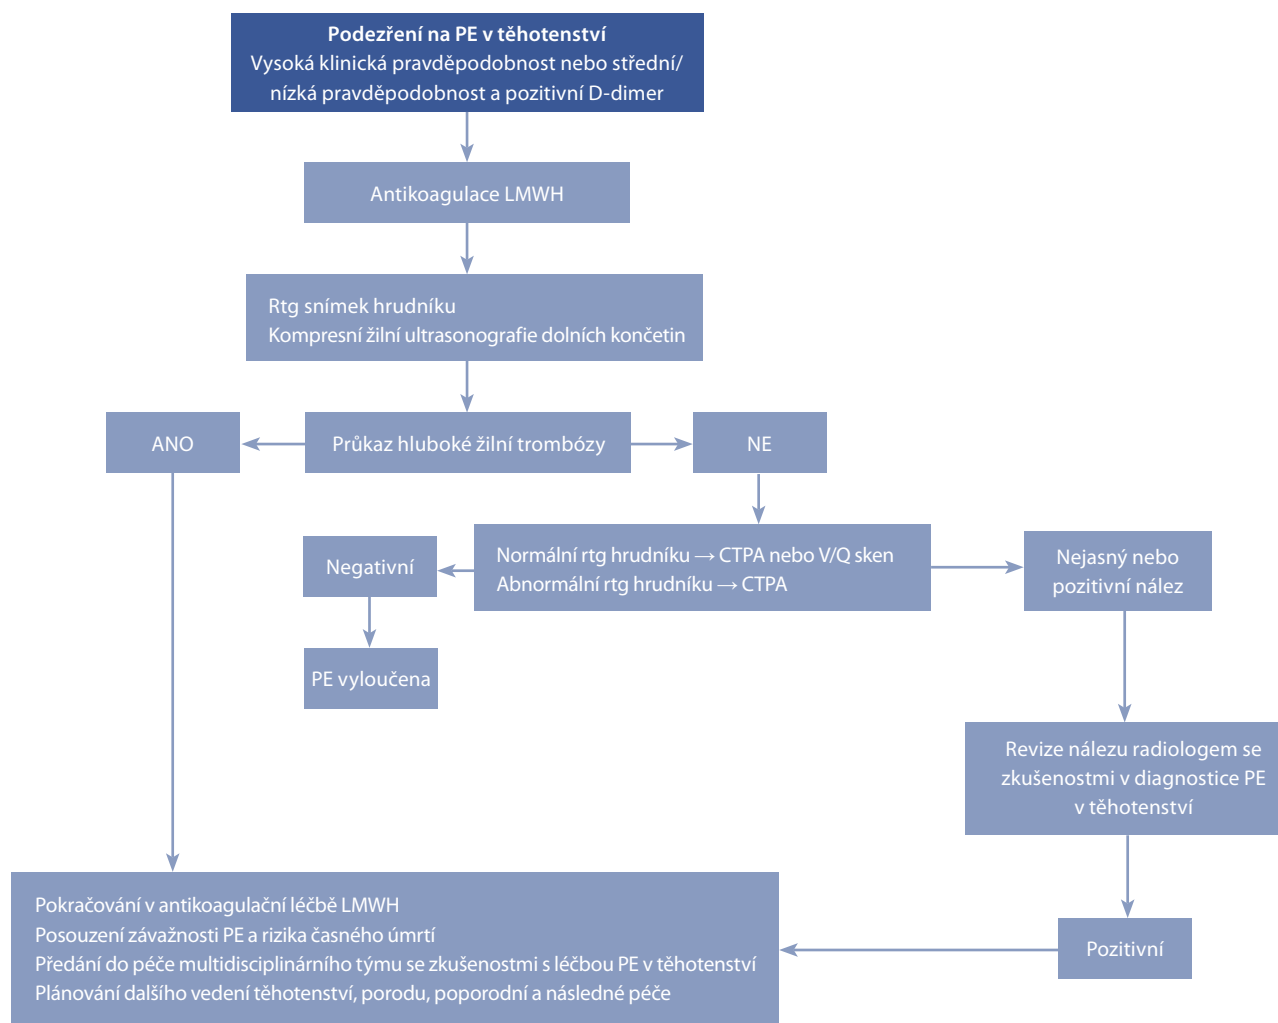 Podezření na PE v těhotenství
Vysoká klinická pravděpodobnost nebo střední/
nízká pravděpodobnost a pozitivní D-dimer
Antikoagulace LMWH
Rtg snímek hrudníku
Kompresní žilní ultrasonografie dolních končetin
ANO
Průkaz hluboké žilní trombózy
NE
Negativní
Normální rtg hrudníku → CTPA nebo V/Q sken
Abnormální rtg hrudníku → CTPA
Nejasný nebo
pozitivní nález
PE vyloučena
Revize nálezu radiologem se
zkušenostmi v diagnostice PE
v těhotenství
Pokračování v antikoagulační léčbě LMWH
Posouzení závažnosti PE a rizika časného úmrtí
Předání do péče multidisciplinárního týmu se zkušenostmi s léčbou PE v těhotenství
Plánování dalšího vedení těhotenství, porodu, poporodní a následné péče
Pozitivní